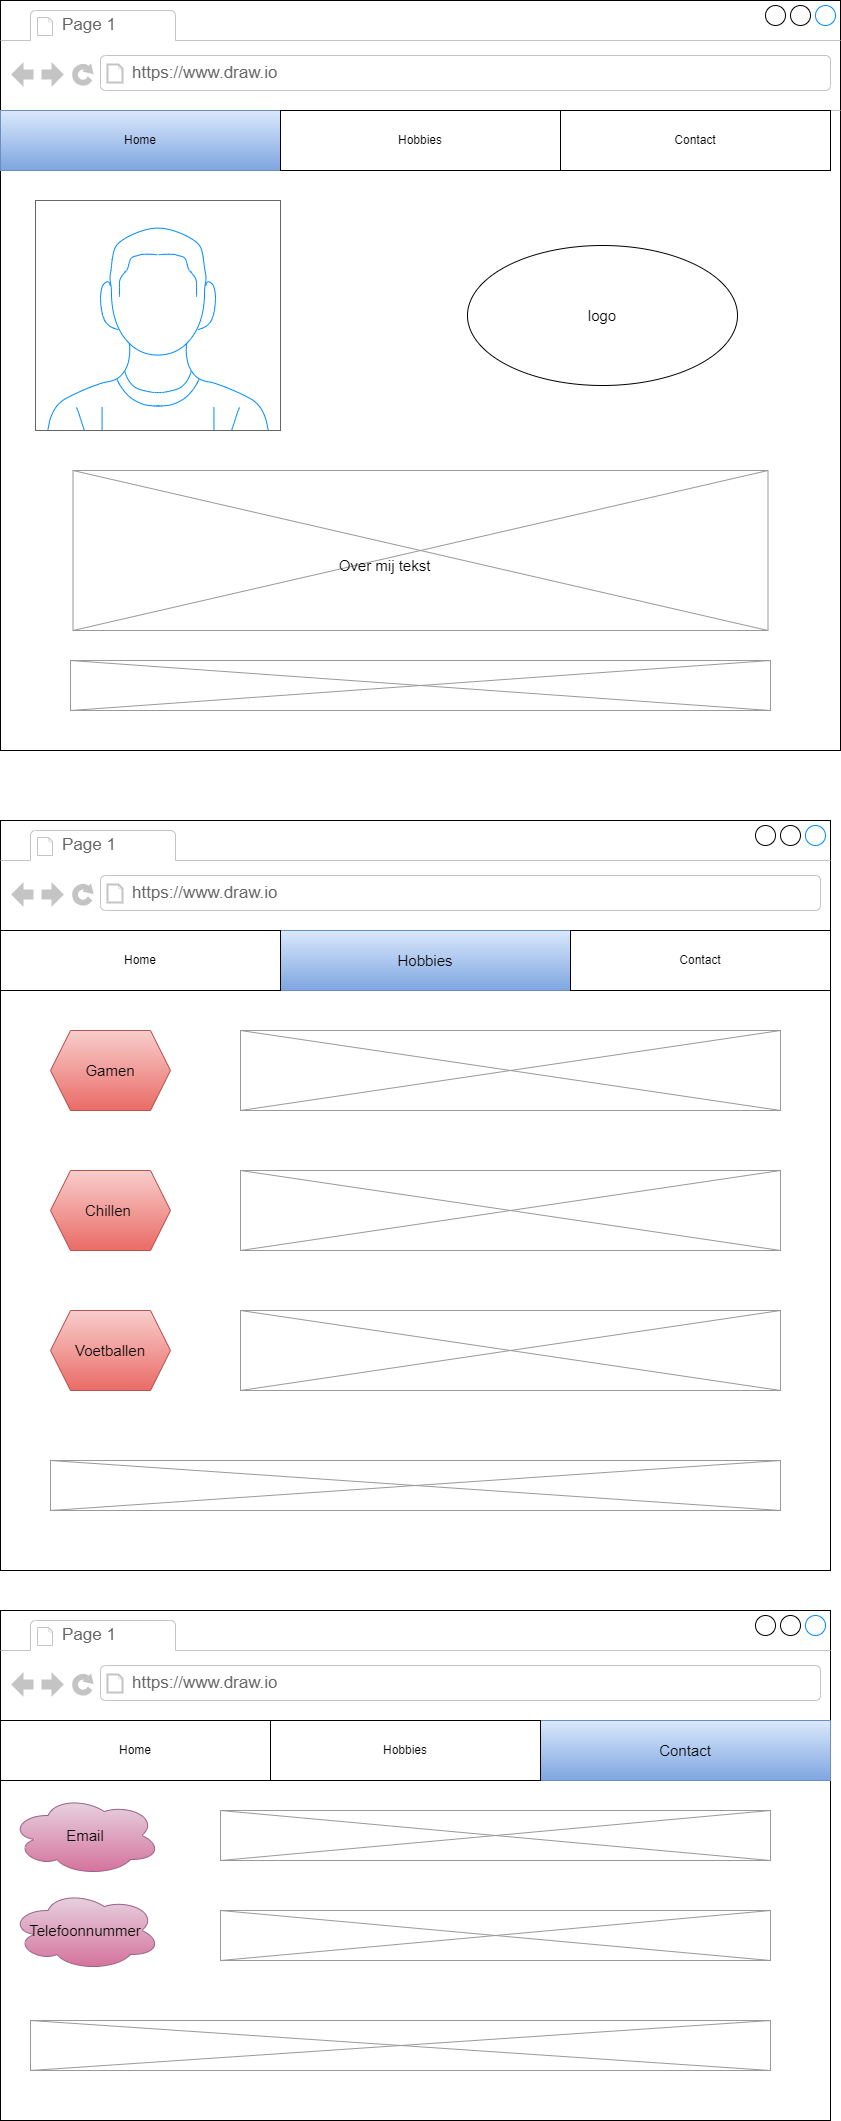 Page 1
https://www.draw.io
Home
Hobbies
Contact
logo
Over mij tekst
Page 1
https://www.draw.io
Home
Hobbies
Contact
Gamen
Chillen
Voetballen
Page 1
https://www.draw.io
Home
Hobbies
Contact
Email
Telefoonnummer